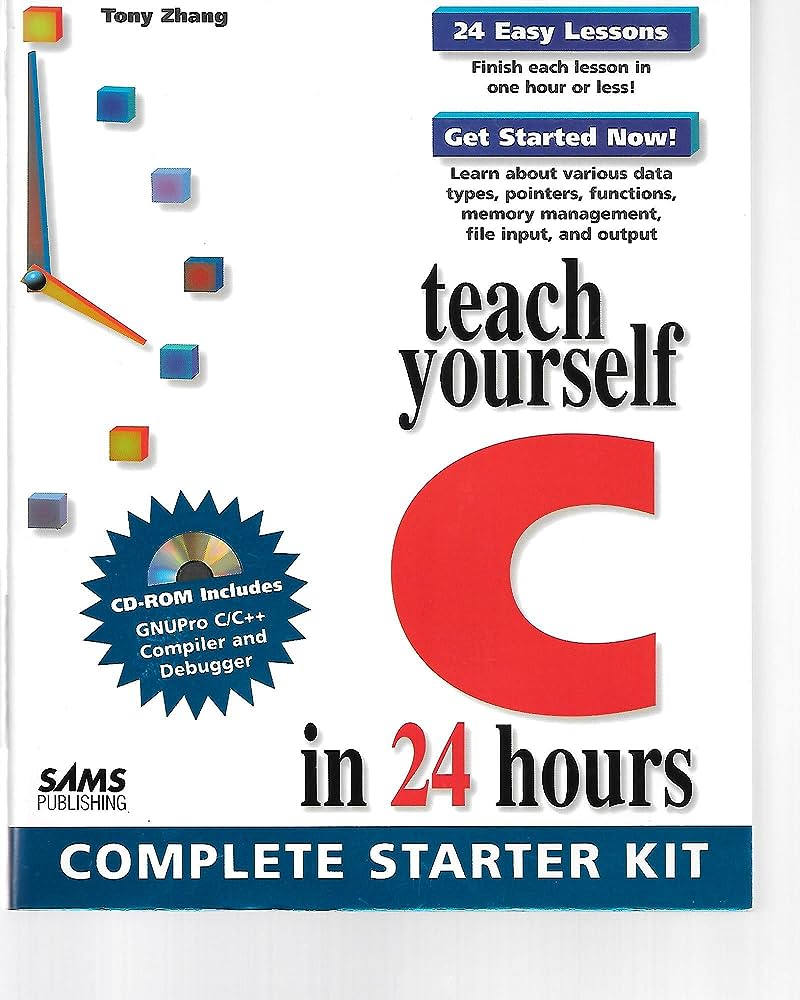 Tony Zhang
24 Easy Lessons
Finish each lesson in
one hour or less!
Get Started Now!
Learn about various data
types, pointers, functions,
memory management,
file input, and output
teach
yourself
C
in 24 hours
CD-ROM Includes
GNUPro C/C++
Compiler and
Debugger
SAMS
PUBLISHING
COMPLETE STARTER KIT